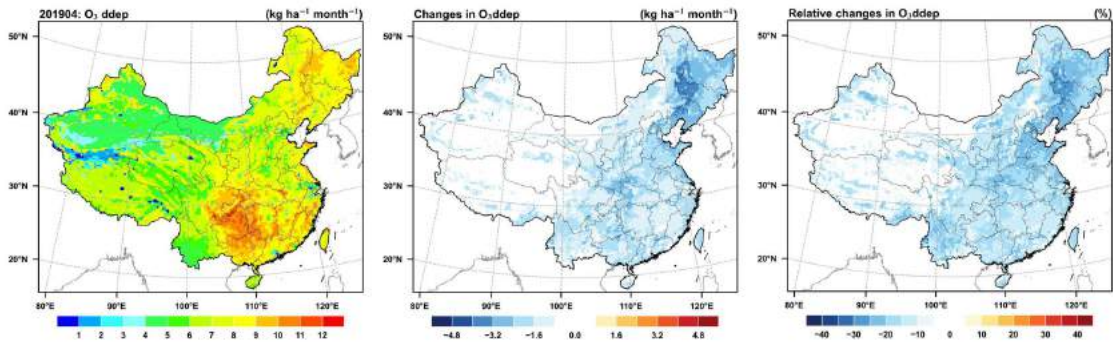 201904: O₃ ddep (kg ha⁻¹ month⁻¹)
50°N
40°N
30°N
20°N
80°E 90°E 100°E 110°E 120°E
1 2 3 4 5 6 7 8 9 10 11 12
Changes in O₃ddep (kg ha⁻¹ month⁻¹)
50°N
40°N
30°N
20°N
80°E 90°E 100°E 110°E 120°E
−4.8 −3.2 −1.6 0.0 1.6 3.2 4.8
Relative changes in O₃ddep (%)
50°N
40°N
30°N
20°N
80°E 90°E 100°E 110°E 120°E
−40 −30 −20 −10 0 10 20 30 40